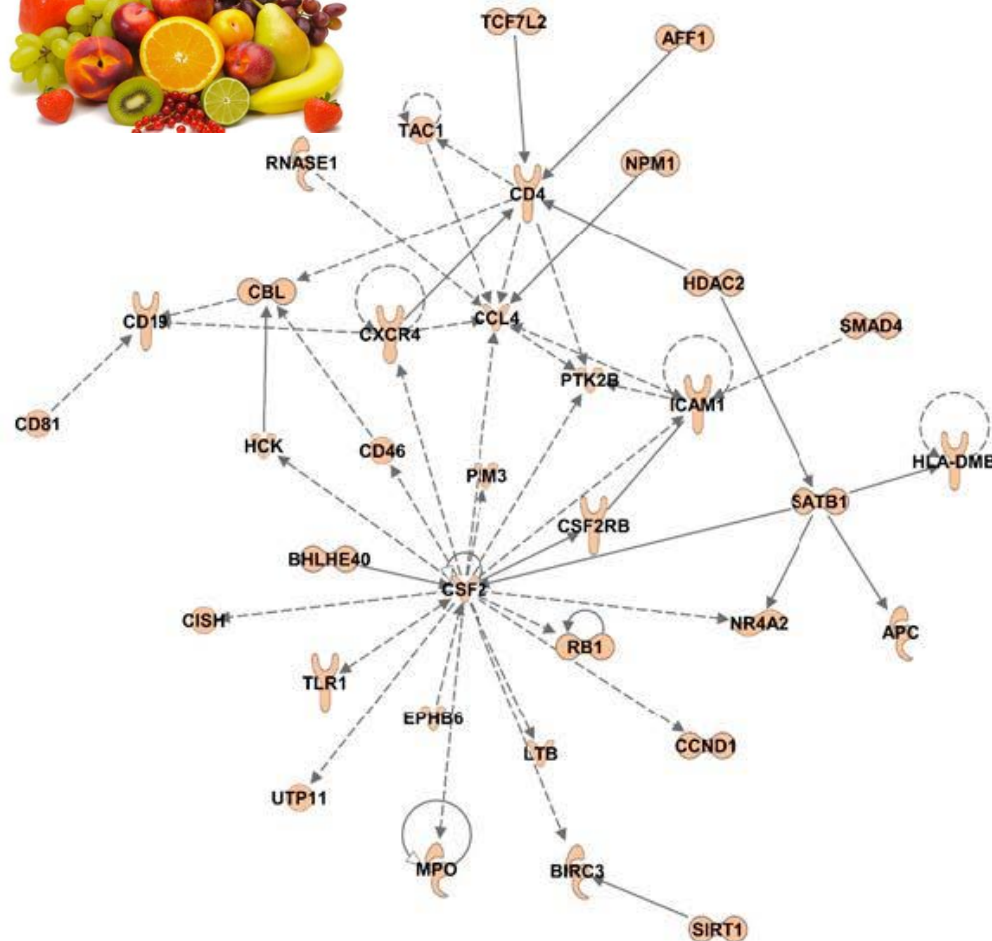 TCF7L2
AFF1
TAC1
RNASE1
NPM1
CD4
HDAC2
CBL
CD19
CXCR4
CCL4
SMAD4
PTK2B
ICAM1
CD81
HCK
CD46
HLA-DMB
PIM3
SATB1
CSF2RB
BHLHE40
CSF2
CISH
NR4A2
APC
RB1
TLR1
EPHB6
CCND1
LTB
UTP11
MPO
BIRC3
SIRT1